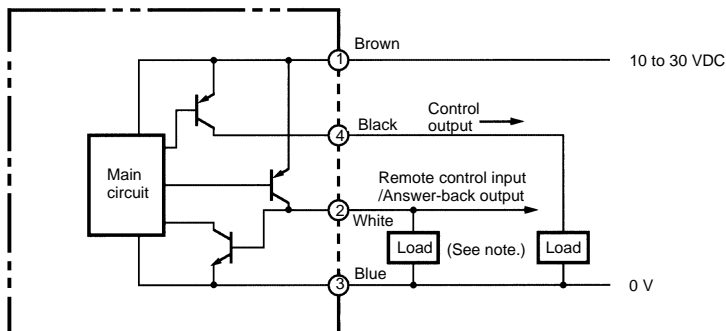 Brown
1
10 to 30 VDC
Control
output
Black
4
Main
circuit
Remote control input
/Answer-back output
2
White
Load
(See note.)
Load
Blue
3
0 V